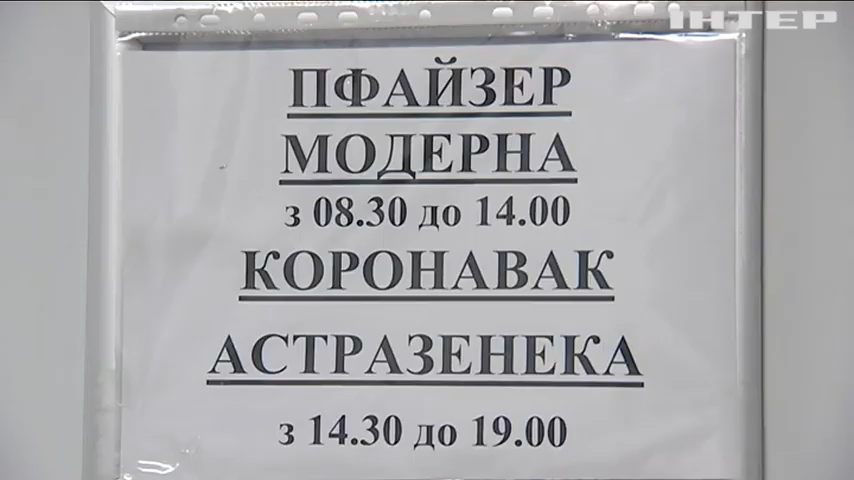 ІНТЕР
ПФАЙЗЕР
МОДЕРНА
з 08.30 до 14.00
КОРОНАВАК
АСТРАЗЕНЕКА
з 14.30 до 19.00